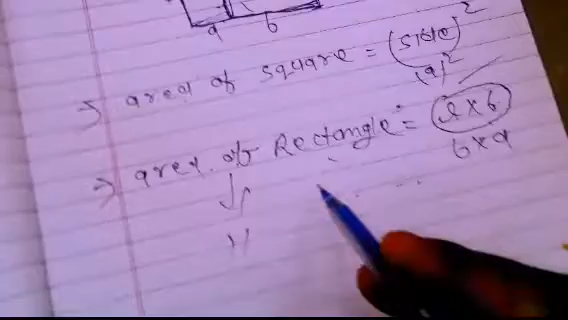 a b
→ area of square = (side)²
(a)²
→ area of Rectangle = l×b
b×a
"